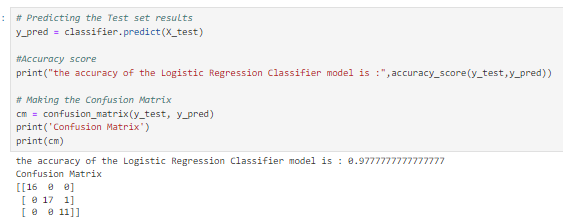 :
# Predicting the Test set results
y_pred = classifier.predict(X_test)
#Accuracy score
print("the accuracy of the Logistic Regression Classifier model is :",accuracy_score(y_test,y_pred))
# Making the Confusion Matrix
cm = confusion_matrix(y_test, y_pred)
print('Confusion Matrix')
print(cm)
the accuracy of the Logistic Regression Classifier model is : 0.9777777777777777
Confusion Matrix
[[16  0  0]
 [ 0 17  1]
 [ 0  0 11]]